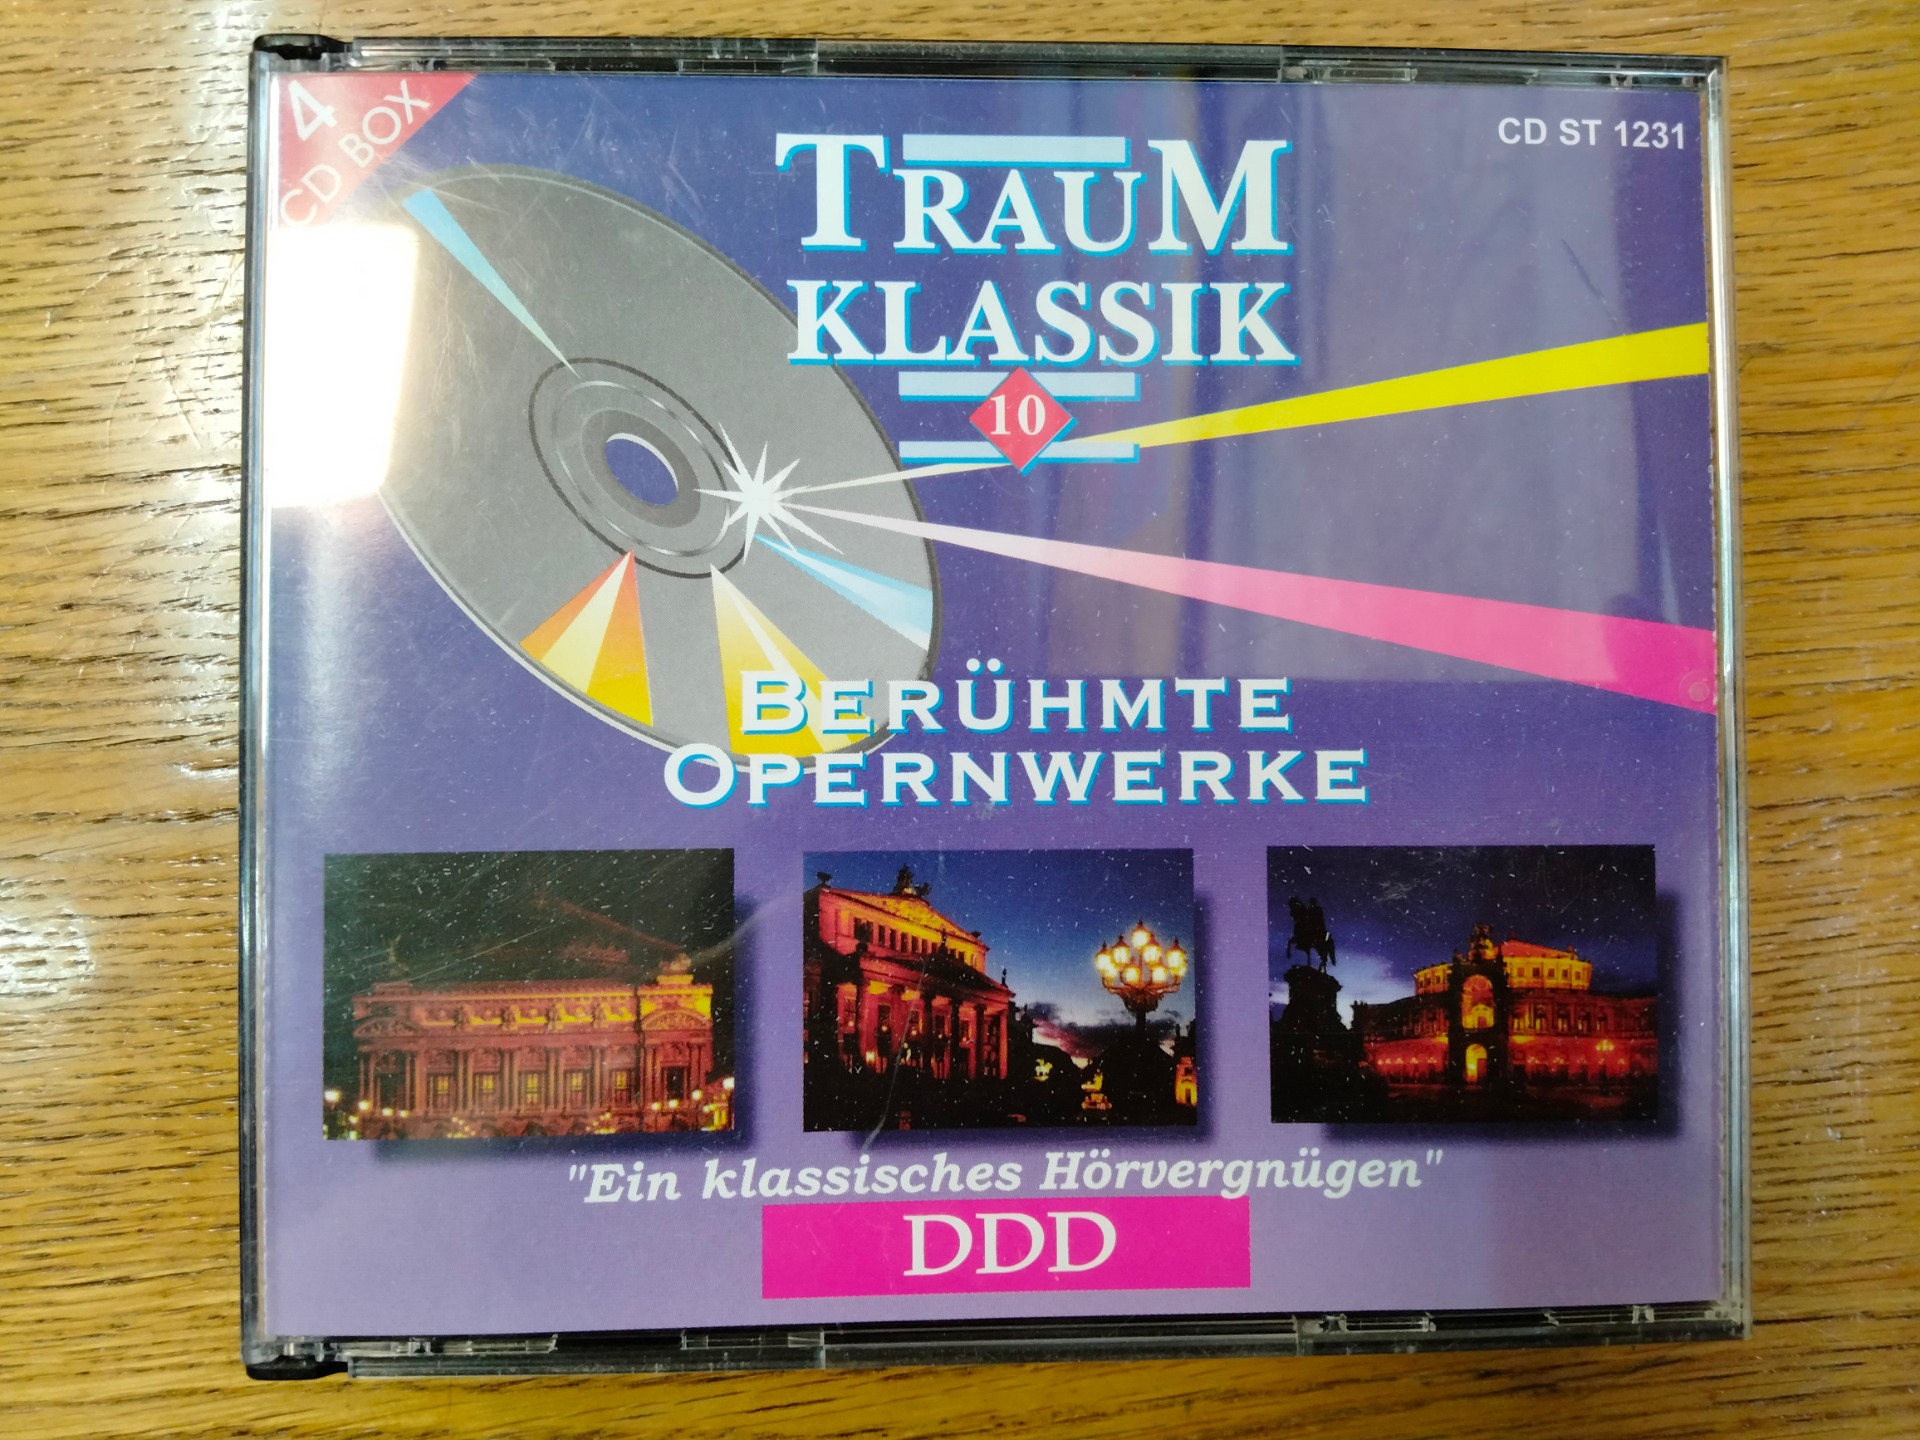 4
CD BOX
CD ST 1231
TRAUM
KLASSIK
10
BERÜHMTE
OPERNWERKE
"Ein klassisches Hörvergnügen"
DDD